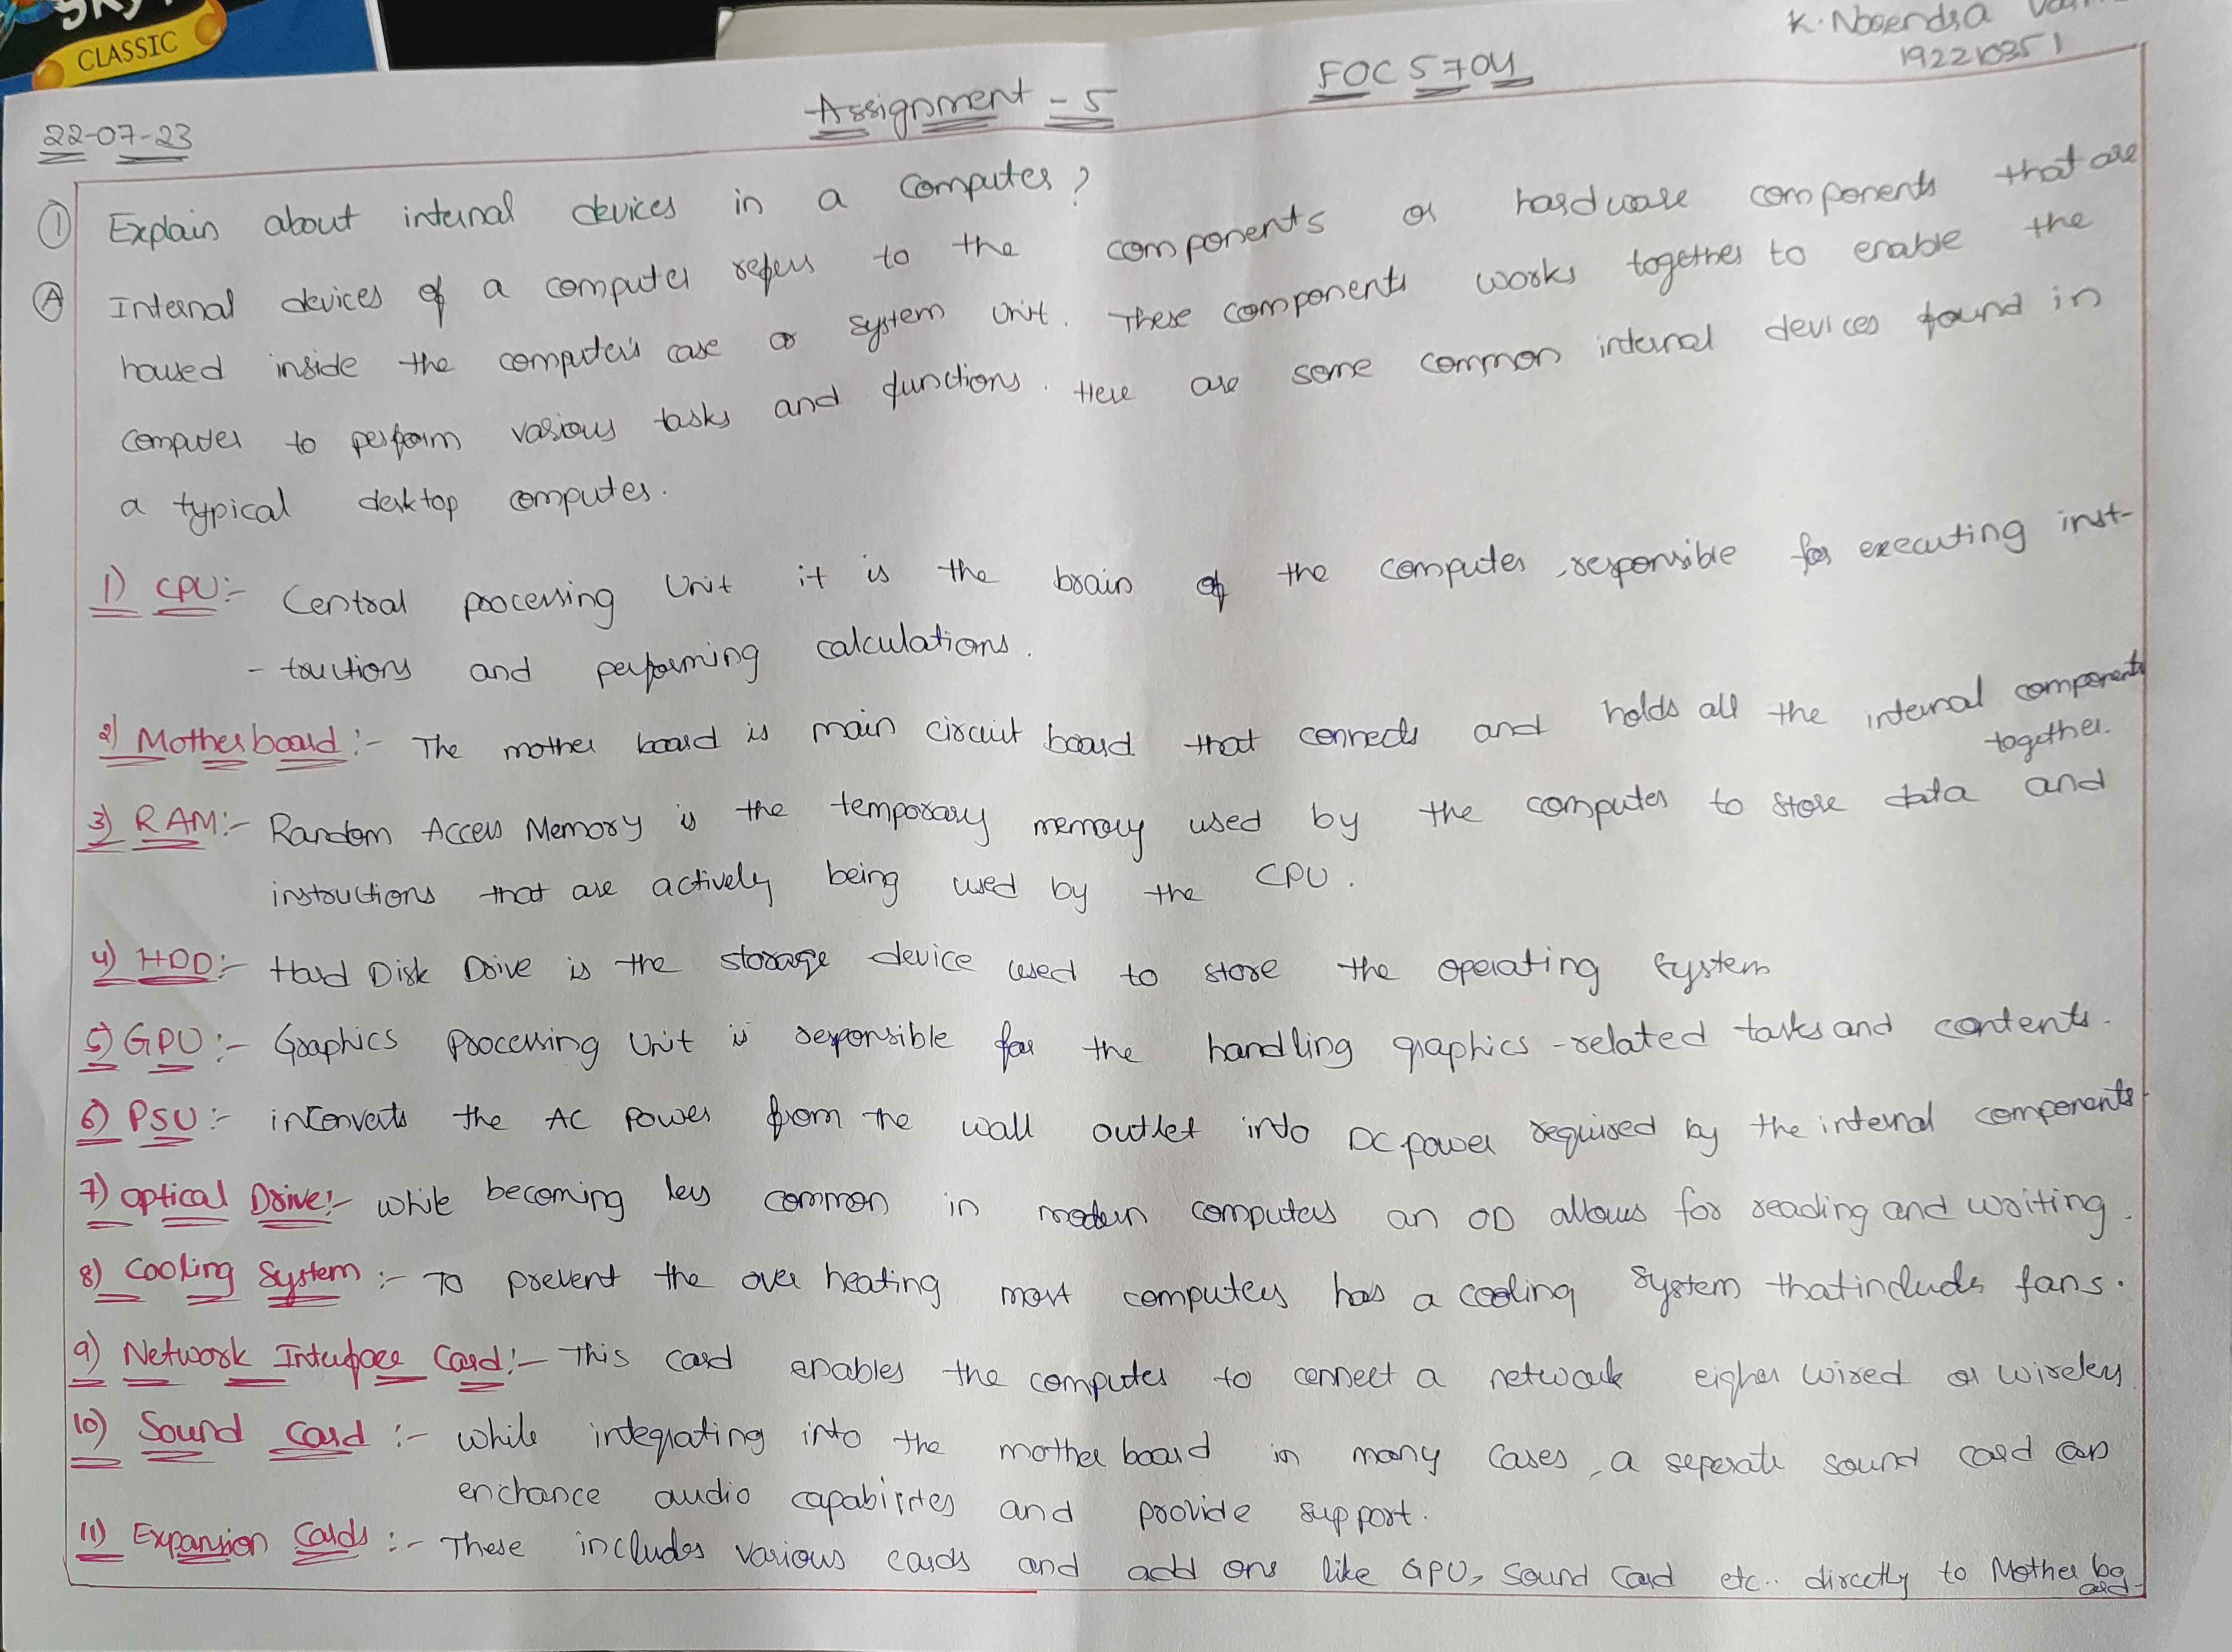 CLASSIC
K. Nasendra
192210351
Assignment - 5
FOC 5704
22-07-23
① Explain about internal devices in a computer?
Ⓐ Internal devices of a computer refers to the components or hardware components that are
housed inside the computer's case or system unit. These components works together to enable the
computer to perform various tasks and functions. Here are some common internal devices found in
a typical desktop computer.
1) CPU:- Central processing Unit it is the brain of the computer, responsible for executing inst-
- tructions and performing calculations.
2) Motherboard:- The mother board is main circuit board that connects and holds all the internal components
together.
3) RAM:- Random Access Memory is the temporary memory used by the computer to store data and
instructions that are actively being used by the CPU.
4) HDD:- Hard Disk Drive is the storage device used to store the operating system
5) GPU:- Graphics Processing Unit is responsible for the handling graphics-related tasks and contents.
6) PSU:- inConverts the AC Power from the wall outlet into DC power required by the internal components.
7) Optical Drive:- while becoming less common in modern computers an OD allows for reading and writing.
8) Cooling System:- To prevent the over heating most computers has a cooling system that includes fans.
9) Network Interface Card:- This card enables the computer to connect a network eigher wired or wireless
10) Sound Card:- while integrating into the mother board in many cases, a seperate sound card can
enchance audio capabirtes and provide support.
11) Expansion Cards:- These includes various cards and add ons like GPU, Sound Card etc.. directly to Mother bo
ard-